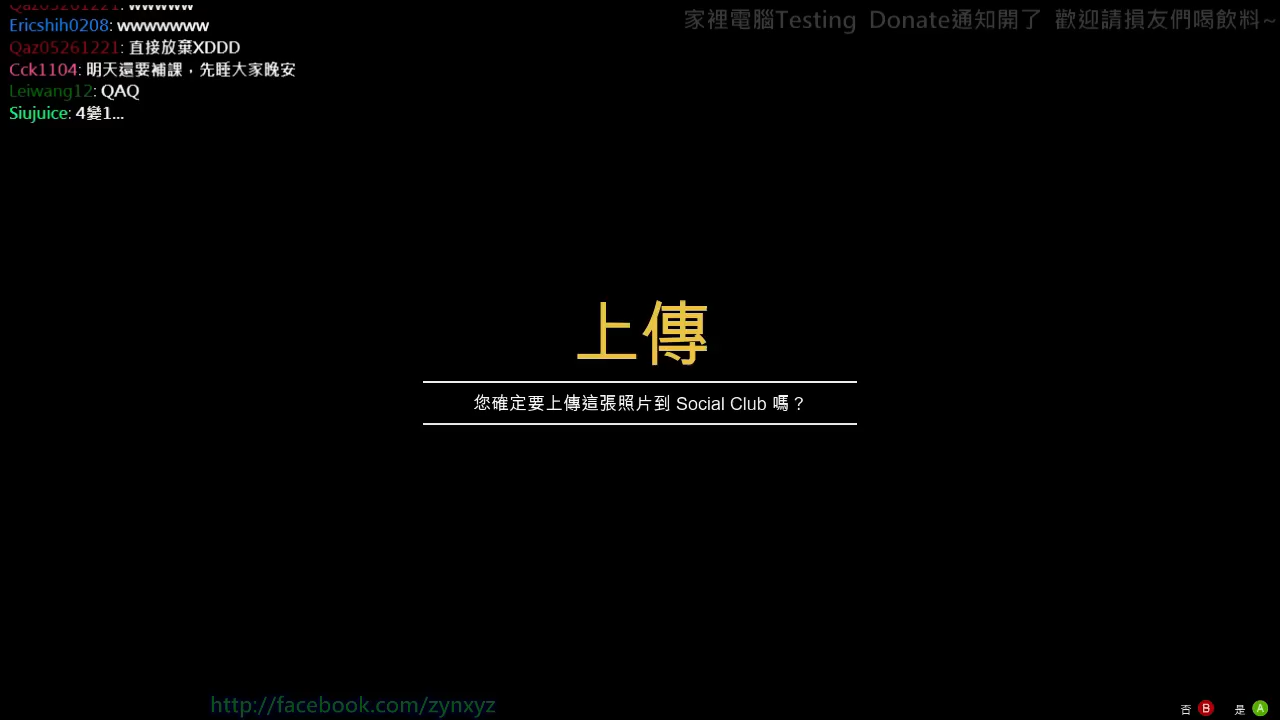 Qaz05261221: wwwwww
Ericshih0208: wwwwwww
Qaz05261221: 直接放棄XDDD
Cck1104: 明天還要補課，先睡大家晚安
Leiwang12: QAQ
Siujuice: 4變1...
家裡電腦Testing Donate通知開了 歡迎請損友們喝飲料~
上傳
您確定要上傳這張照片到 Social Club 嗎？
http://facebook.com/zynxyz
否 B 是 A